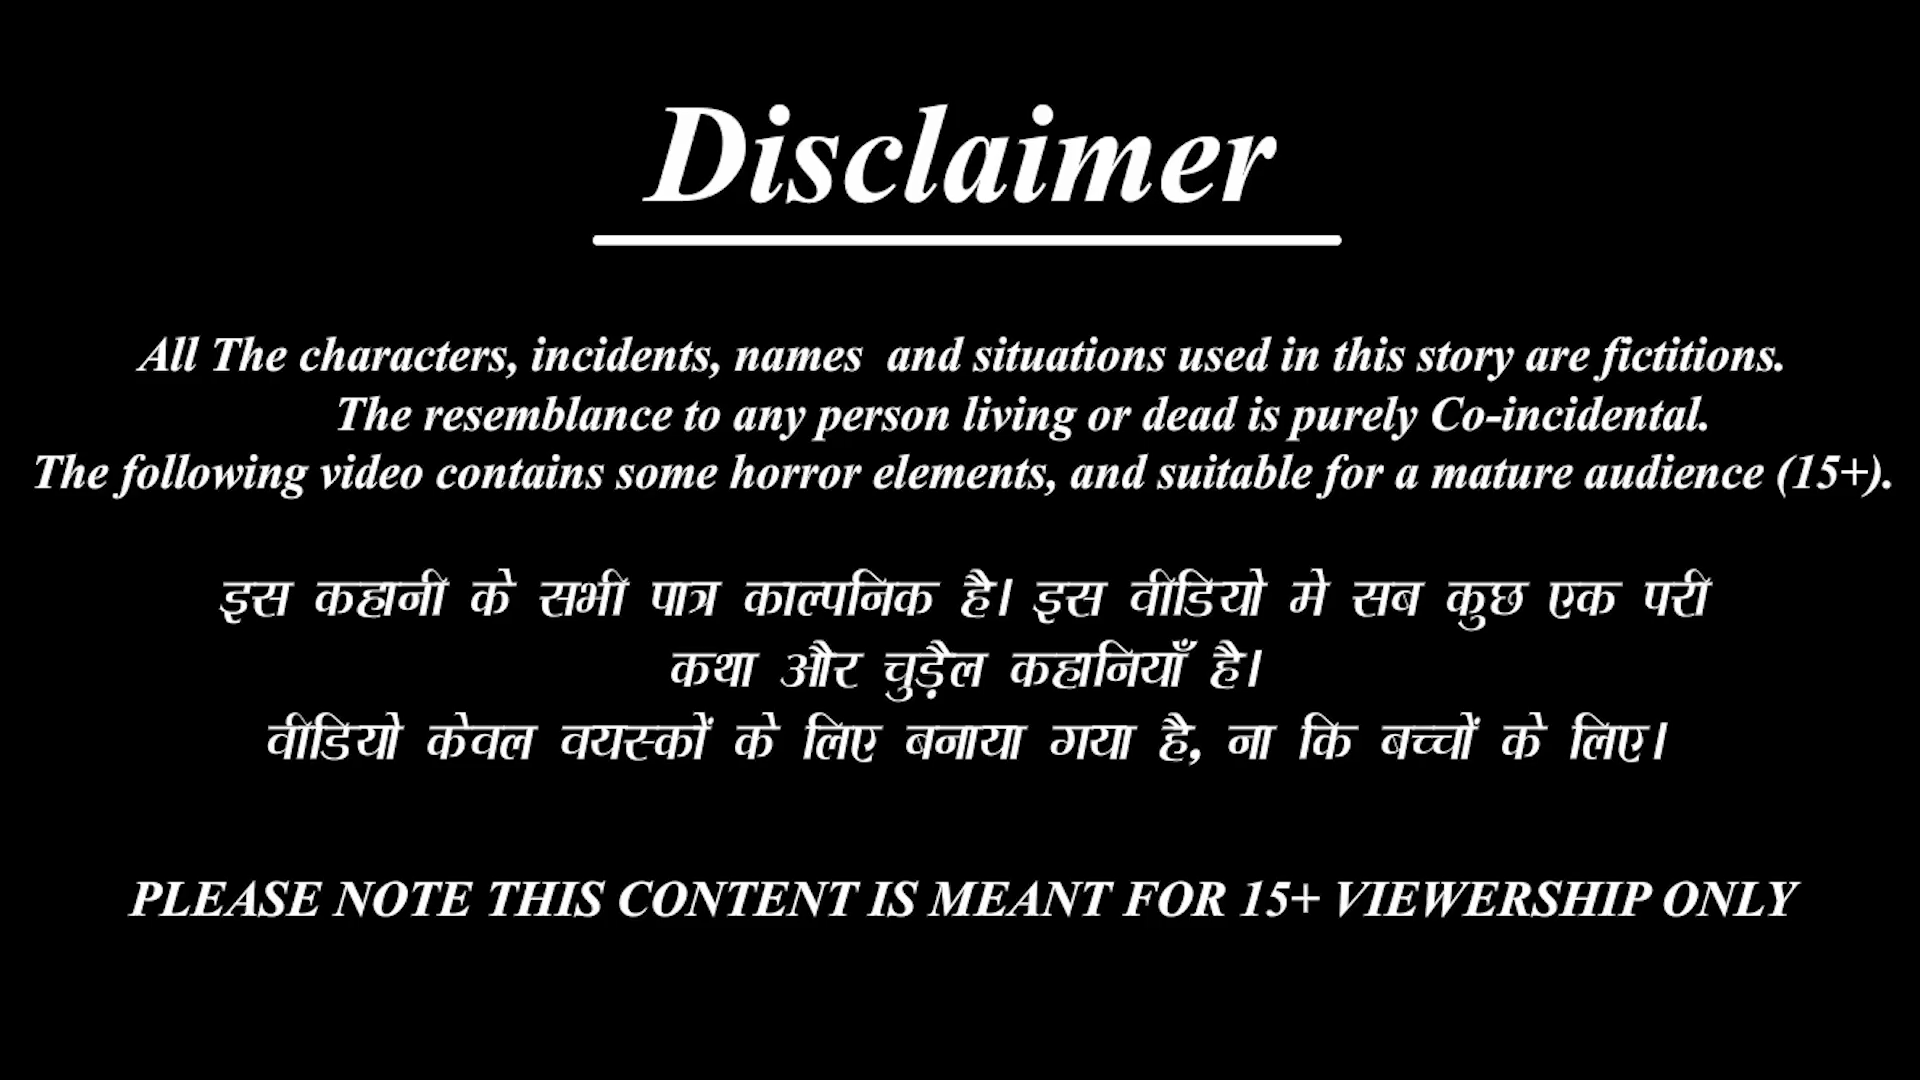 Disclaimer
All The characters, incidents, names and situations used in this story are fictitions.
The resemblance to any person living or dead is purely Co-incidental.
The following video contains some horror elements, and suitable for a mature audience (15+).
इस कहानी के सभी पात्र काल्पनिक है। इस वीडियो मे सब कुछ एक परी
कथा और चुड़ैल कहानियाँ है।
वीडियो केवल वयस्कों के लिए बनाया गया है, ना कि बच्चों के लिए।
PLEASE NOTE THIS CONTENT IS MEANT FOR 15+ VIEWERSHIP ONLY